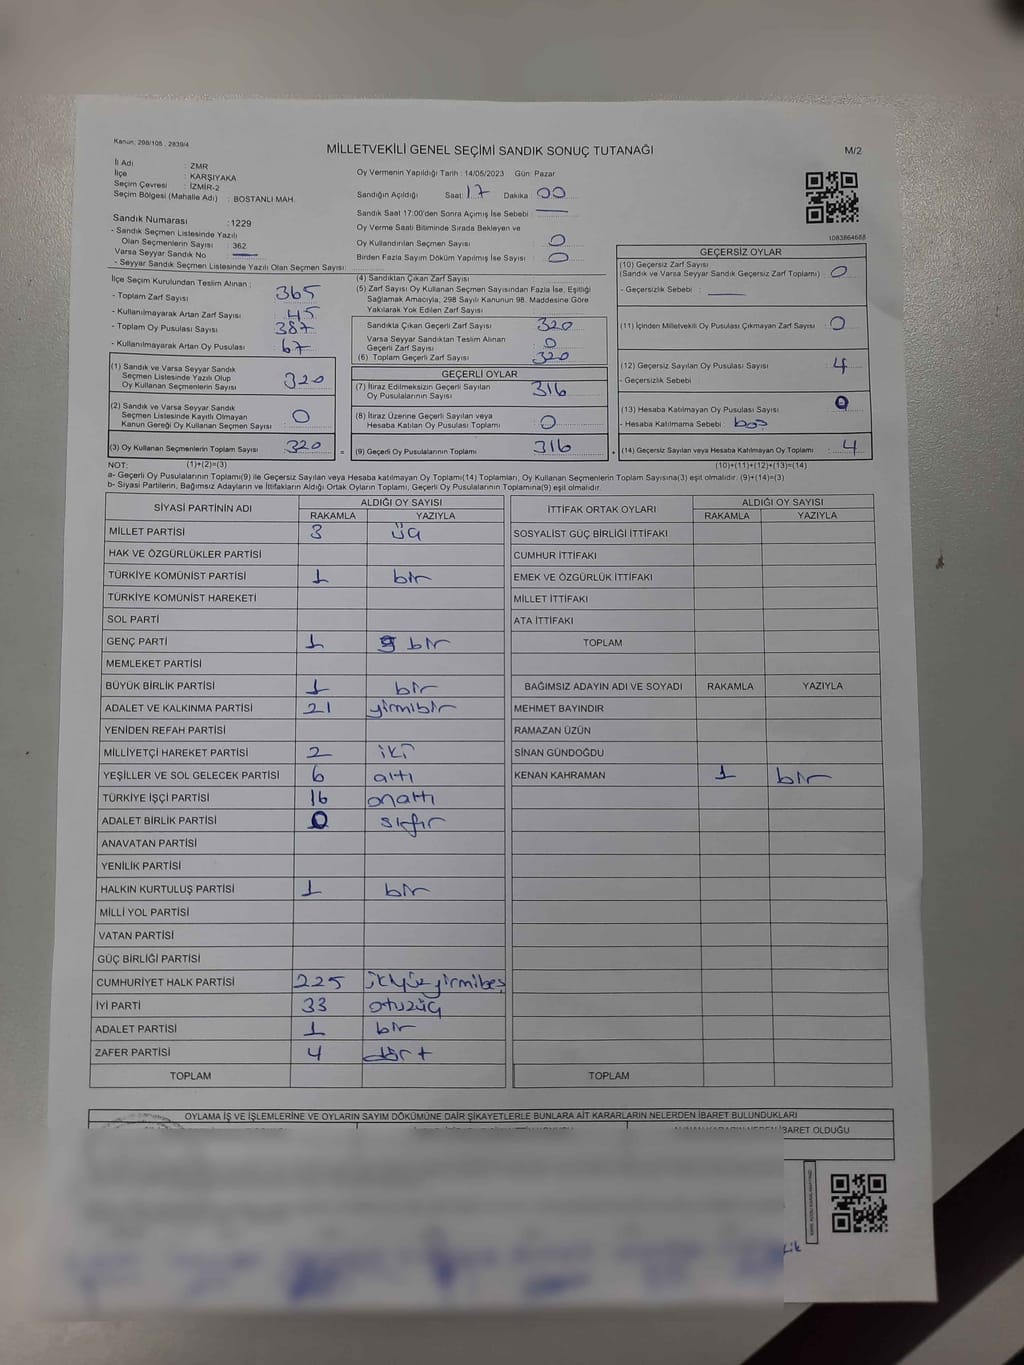 Kanun: 298/105 , 2839/4
MİLLETVEKİLİ GENEL SEÇİMİ SANDIK SONUÇ TUTANAĞI
M/2
İl Adı : ZMR
İlçe : KARŞIYAKA
Seçim Çevresi : İZMİR-2
Seçim Bölgesi (Mahalle Adı) : BOSTANLI MAH.
Oy Vermenin Yapıldığı Tarih : 14/05/2023 Gün: Pazar
Sandığın Açıldığı Saat 17 Dakika 00
Sandık Saat 17:00'den Sonra Açımış İse Sebebi
Oy Verme Saati Bitiminde Sırada Bekleyen ve
Oy Kullandırılan Seçmen Sayısı 0
Birden Fazla Sayım Döküm Yapılmış İse Sayısı : 0
1083864688
Sandık Numarası : 1229
- Sandık Seçmen Listesinde Yazılı
Olan Seçmenlerin Sayısı : 362
Varsa Seyyar Sandık No
- Seyyar Sandık Seçmen Listesinde Yazılı Olan Seçmen Sayısı:
İlçe Seçim Kurulundan Teslim Alınan :
- Toplam Zarf Sayısı 365
- Kullanılmayarak Artan Zarf Sayısı 45
- Toplam Oy Pusulası Sayısı 387
- Kullanılmayarak Artan Oy Pusulası 67
(1) Sandık ve Varsa Seyyar Sandık
Seçmen Listesinde Yazılı Olup
Oy Kullanan Seçmenlerin Sayısı 320
(2) Sandık ve Varsa Seyyar Sandık
Seçmen Listesinde Kayıtlı Olmayan
Kanun Gereği Oy Kullanan Seçmen Sayısı : 0
(3) Oy Kullanan Seçmenlerin Toplam Sayısı 320
(4) Sandıktan Çıkan Zarf Sayısı
(5) Zarf Sayısı Oy Kullanan Seçmen Sayısından Fazla İse, Eşitliği
Sağlamak Amacıyla, 298 Sayılı Kanunun 98. Maddesine Göre
Yakılarak Yok Edilen Zarf Sayısı
Sandıkta Çıkan Geçerli Zarf Sayısı 320
Varsa Seyyar Sandıktan Teslim Alınan
Geçerli Zarf Sayısı 0
(6) Toplam Geçerli Zarf Sayısı 320
GEÇERLİ OYLAR
(7) İtiraz Edilmeksizin Geçerli Sayılan
Oy Pusulalarının Sayısı 316
(8) İtiraz Üzerine Geçerli Sayılan veya
Hesaba Katılan Oy Pusulası Toplamı 0
= (9) Geçerli Oy Pusulalarının Toplamı 316
GEÇERSİZ OYLAR
(10) Geçersiz Zarf Sayısı
(Sandık ve Varsa Seyyar Sandık Geçersiz Zarf Toplamı) 0
- Geçersizlik Sebebi :
(11) İçinden Milletvekili Oy Pusulası Çıkmayan Zarf Sayısı : 0
(12) Geçersiz Sayılan Oy Pusulası Sayısı 4
- Geçersizlik Sebebi
(13) Hesaba Katılmayan Oy Pusulası Sayısı 0
- Hesaba Katılmama Sebebi : boş
(14) Geçersiz Sayılan veya Hesaba Katılmayan Oy Toplamı 4
NOT: (1)+(2)=(3) (10)+(11)+(12)+(13)=(14)
a- Geçerli Oy Pusulalarının Toplamı(9) ile Geçersiz Sayılan veya Hesaba katılmayan Oy Toplamı(14) Toplamları, Oy Kullanan Seçmenlerin Toplam Sayısına(3) eşit olmalıdır. (9)+(14)=(3)
b- Siyasi Partilerin, Bağımsız Adayların ve İttifakların Aldığı Ortak Oyların Toplamı, Geçerli Oy Pusulalarının Toplamına(9) eşit olmalıdır.
SİYASİ PARTİNİN ADI ALDIĞI OY SAYISI
RAKAMLA YAZIYLA
MİLLET PARTİSİ 3 üç
HAK VE ÖZGÜRLÜKLER PARTİSİ
TÜRKİYE KOMÜNİST PARTİSİ 1 bir
TÜRKİYE KOMÜNİST HAREKETİ
SOL PARTİ
GENÇ PARTİ 1 bir
MEMLEKET PARTİSİ
BÜYÜK BİRLİK PARTİSİ 1 bir
ADALET VE KALKINMA PARTİSİ 21 yirmibir
YENİDEN REFAH PARTİSİ
MİLLİYETÇİ HAREKET PARTİSİ 2 iki
YEŞİLLER VE SOL GELECEK PARTİSİ 6 altı
TÜRKİYE İŞÇİ PARTİSİ 16 onaltı
ADALET BİRLİK PARTİSİ 0 sıfır
ANAVATAN PARTİSİ
YENİLİK PARTİSİ
HALKIN KURTULUŞ PARTİSİ 1 bir
MİLLİ YOL PARTİSİ
VATAN PARTİSİ
GÜÇ BİRLİĞİ PARTİSİ
CUMHURİYET HALK PARTİSİ 225 ikiyüzyirmibeş
İYİ PARTİ 33 otuzüç
ADALET PARTİSİ 1 bir
ZAFER PARTİSİ 4 dört
TOPLAM
İTTİFAK ORTAK OYLARI ALDIĞI OY SAYISI
RAKAMLA YAZIYLA
SOSYALİST GÜÇ BİRLİĞİ İTTİFAKI
CUMHUR İTTİFAKI
EMEK VE ÖZGÜRLÜK İTTİFAKI
MİLLET İTTİFAKI
ATA İTTİFAKI
TOPLAM
BAĞIMSIZ ADAYIN ADI VE SOYADI RAKAMLA YAZIYLA
MEHMET BAYINDIR
RAMAZAN ÜZÜN
SİNAN GÜNDOĞDU
KENAN KAHRAMAN 1 bir
TOPLAM
OYLAMA İŞ VE İŞLEMLERİNE VE OYLARIN SAYIM DÖKÜMÜNE DAİR ŞİKAYETLERLE BUNLARA AİT KARARLARIN NELERDEN İBARET BULUNDUKLARI
İBARET OLDUĞU